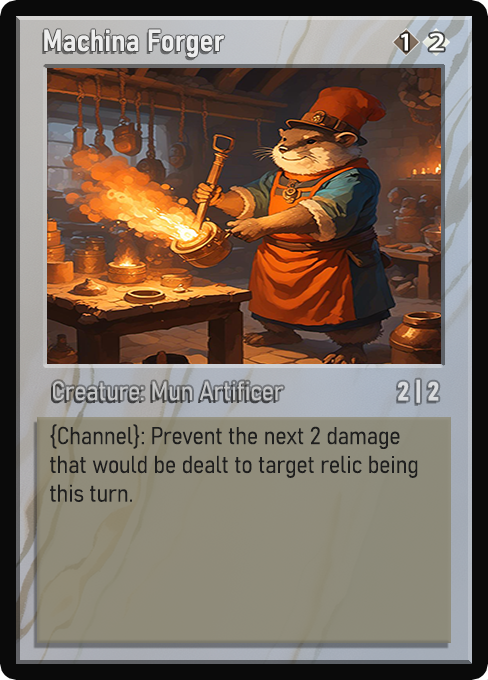 Machina Forger 1 2
Creature: Mun Artificer 2|2
{Channel}: Prevent the next 2 damage
that would be dealt to target relic being
this turn.